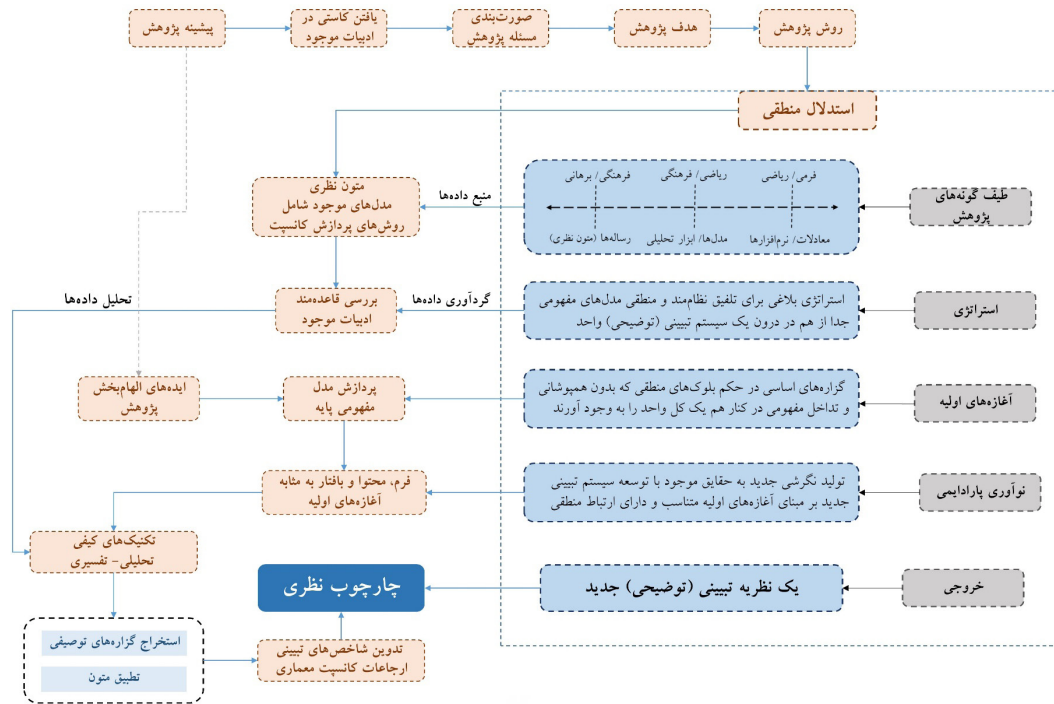 پیشینه پژوهش
یافتن کاستی در
ادبیات موجود
صورت‌بندی
مسئله پژوهش
هدف پژوهش
روش پژوهش
استدلال منطقی
طیف گونه‌های
پژوهش
فرمی/ ریاضی
ریاضی/ فرهنگی
فرهنگی/ برهانی
معادلات/ نرم‌افزارها
مدل‌ها/ ابزار تحلیلی
رساله‌ها (متون نظری)
منبع داده‌ها
متون نظری
مدل‌های موجود شامل
روش‌های پردازش کانسپت
استراتژی
استراتژی بلاغی برای تلفیق نظام‌مند و منطقی مدل‌های مفهومی
جدا از هم در درون یک سیستم تبیینی (توضیحی) واحد
گردآوری داده‌ها
بررسی قاعده‌مند
ادبیات موجود
تحلیل داده‌ها
آغازه‌های اولیه
گزاره‌های اساسی در حکم بلوک‌های منطقی که بدون همپوشانی
و تداخل مفهومی در کنار هم یک کل واحد را به وجود آورند
پردازش مدل
مفهومی پایه
ایده‌های الهام‌بخش
پژوهش
نوآوری پارادایمی
تولید نگرشی جدید به حقایق موجود با توسعه سیستم تبیینی
جدید بر مبنای آغازه‌های اولیه متناسب و دارای ارتباط منطقی
فرم، محتوا و بافتار به مثابه
آغازه‌های اولیه
تکنیک‌های کیفی
تحلیلی- تفسیری
خروجی
یک نظریه تبیینی (توضیحی) جدید
چارچوب نظری
تدوین شاخص‌های تبیینی
ارجاعات کانسپت معماری
استخراج گزاره‌های توصیفی
تطبیق متون